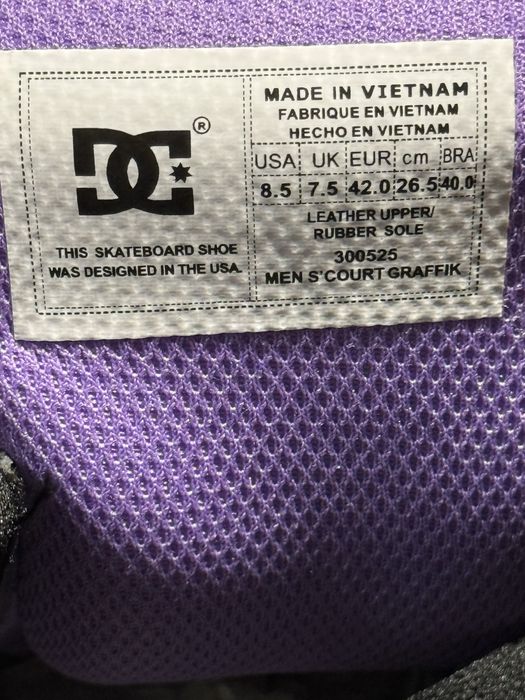 DC®
THIS SKATEBOARD SHOE
WAS DESIGNED IN THE USA.
MADE IN VIETNAM
FABRIQUE EN VIETNAM
HECHO EN VIETNAM
USA UK EUR cm BRA
8.5 7.5 42.0 26.5 40.0
LEATHER UPPER/
RUBBER SOLE
300525
MEN S'COURT GRAFFIK